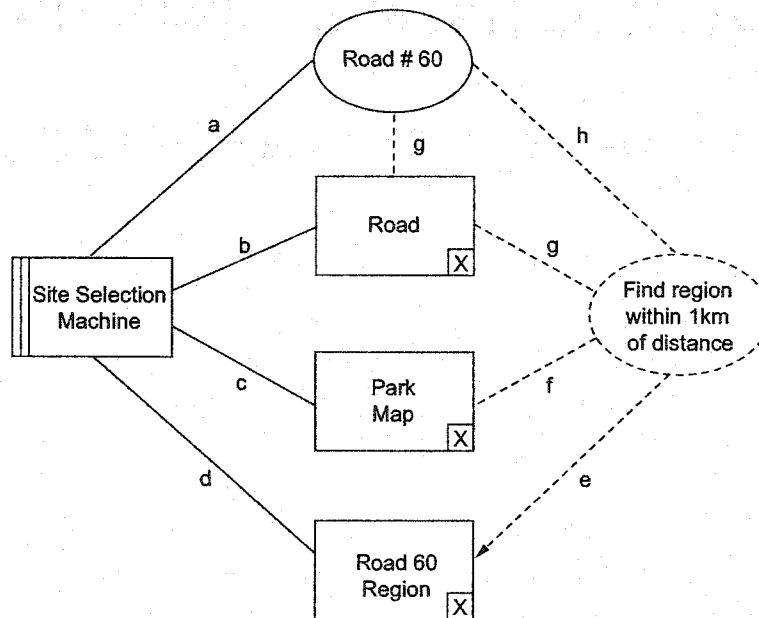 Road # 60
a
h
g
Road
X
b
g
Site Selection
Machine
Find region
within 1km
of distance
c
Park
Map
X
f
d
e
Road 60
Region
X